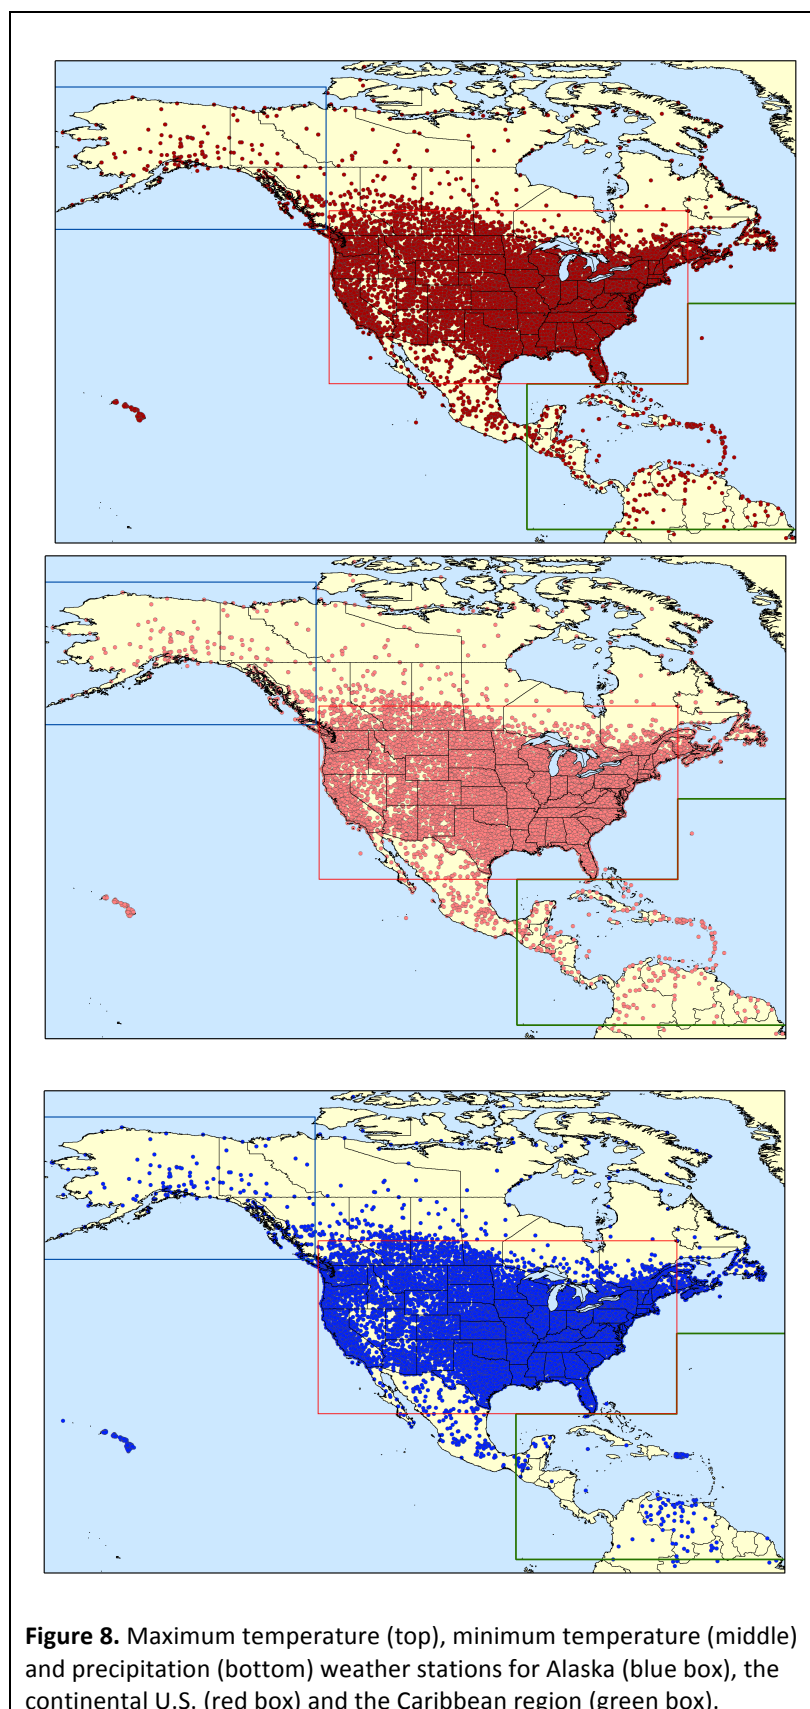 Figure 8. Maximum temperature (top), minimum temperature (middle)
and precipitation (bottom) weather stations for Alaska (blue box), the
continental U.S. (red box) and the Caribbean region (green box).